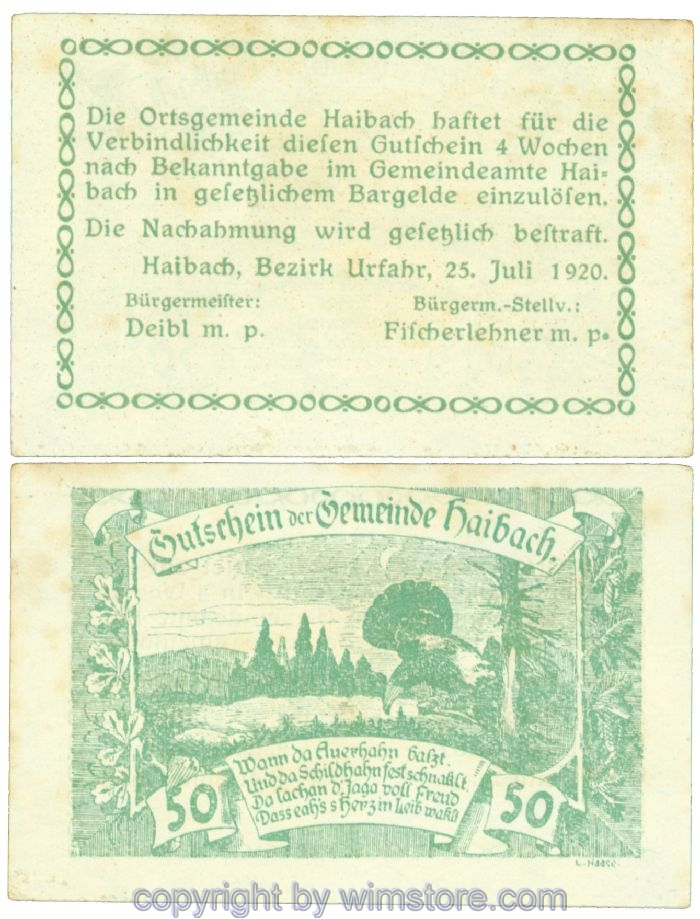 Die Ortsgemeinde Haibach haftet für die
Verbindlichkeit dieſen Gutſchein 4 Wochen
nach Bekanntgabe im Gemeindeamte Hai=
bach in geſetzlichem Bargelde einzulöſen.
Die Nachahmung wird geſetzlich beſtraft.
Haibach, Bezirk Urfahr, 25. Juli 1920.
Bürgermeiſter:
Bürgerm.-Stellv.:
Deibl m. p.
Fiſcherlehner m. p.
Gutschein der Gemeinde Haibach.
Wann da Auerhahn balzt.
Und da Schildhahn fest schnaklt,
Do lachan d'Jaga voll Freud
Dass eah's s Herz in Leib waklt
50
50
copyright by wimstore.com